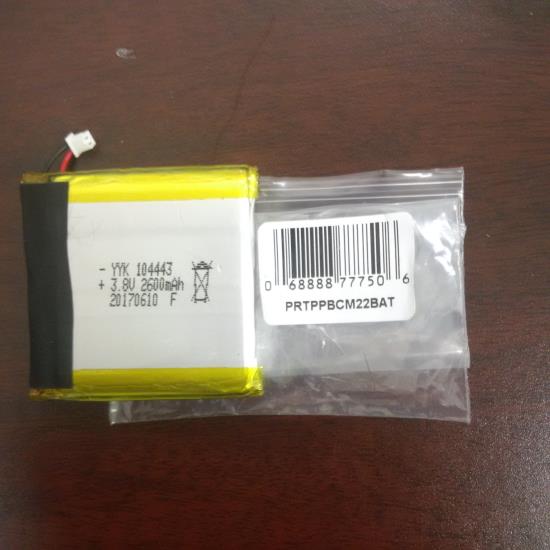 - YYK 104443
+ 3.8V 2600mAh
20170610 F
0 68888 77750 6
PRTPPBCM22BAT